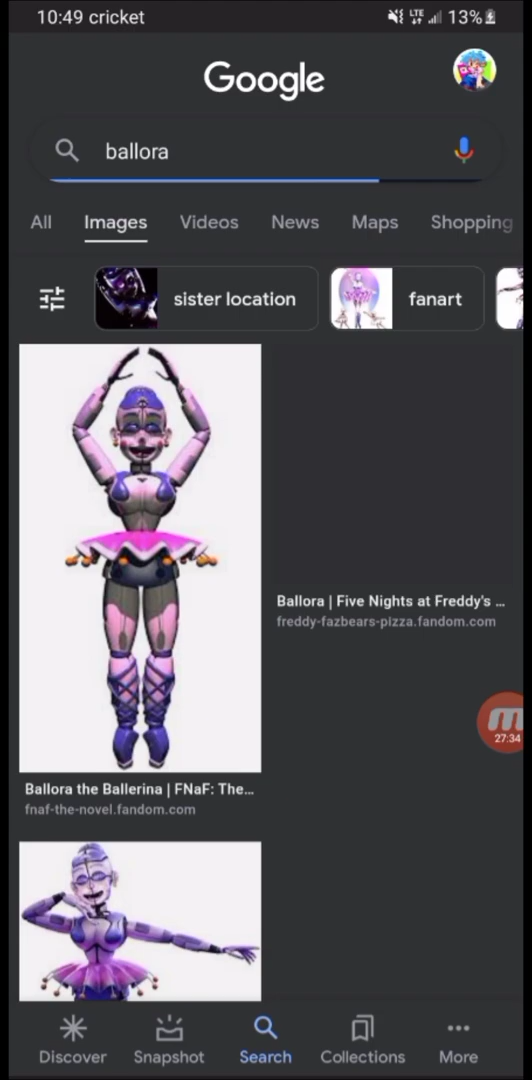 10:49 cricket
LTE
13%
Google
ballora
All Images Videos News Maps Shopping
sister location
fanart
Ballora | Five Nights at Freddy's ...
freddy-fazbears-pizza.fandom.com
27:34
Ballora the Ballerina | FNaF: The...
fnaf-the-novel.fandom.com
Discover Snapshot Search Collections More